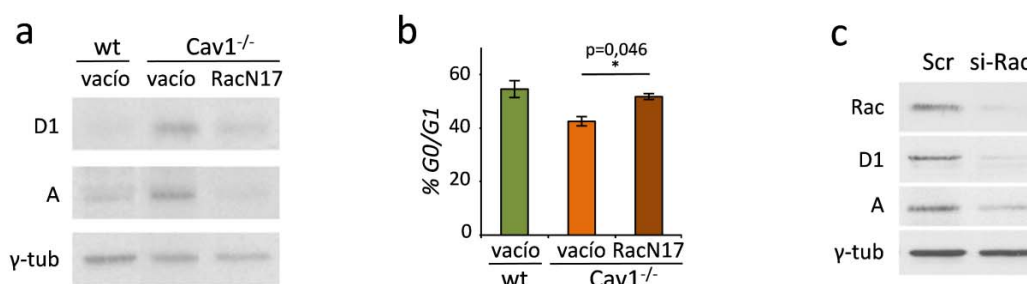 a
wt Cav1-/-
vacío vacío RacN17
D1
A
γ-tub
b
p=0,046
*
60
40
20
0
% G0/G1
vacío vacío RacN17
wt Cav1-/-
c
Scr si-Rac
Rac
D1
A
γ-tub